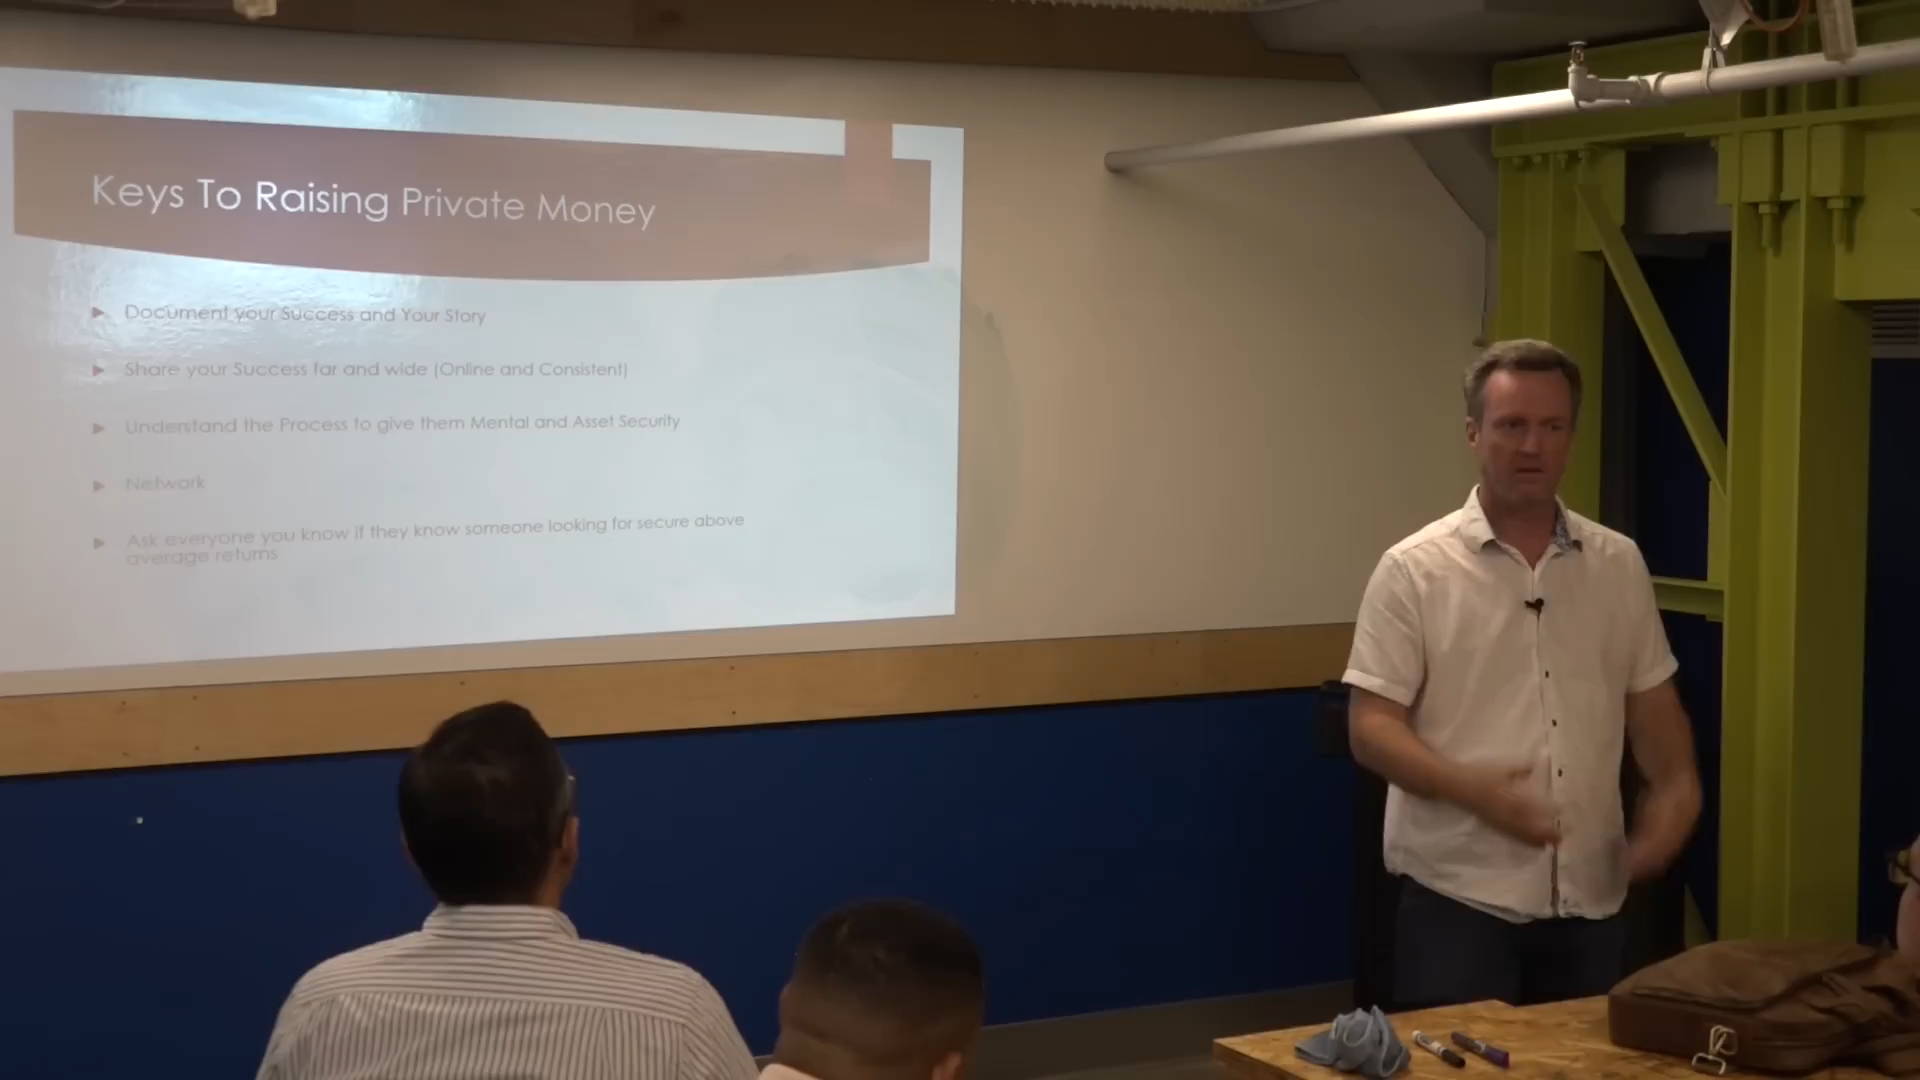 Keys To Raising Private Money
Document your Success and Your Story
Share your Success far and wide (Online and Consistent)
Understand the Process to give them Mental and Asset Security
Network
Ask everyone you know if they know someone looking for secure above
average returns